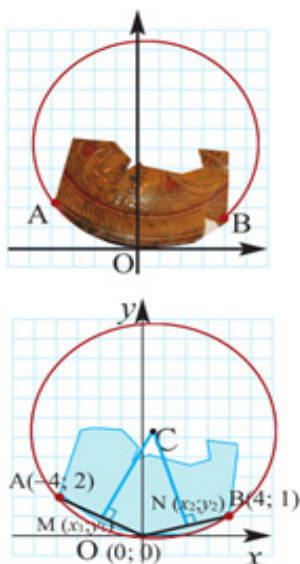 A
B
O
y
C
A(–4; 2)
N (x₂;y₂)
B(4; 1)
M (x₁;y₁)
O (0; 0)
x